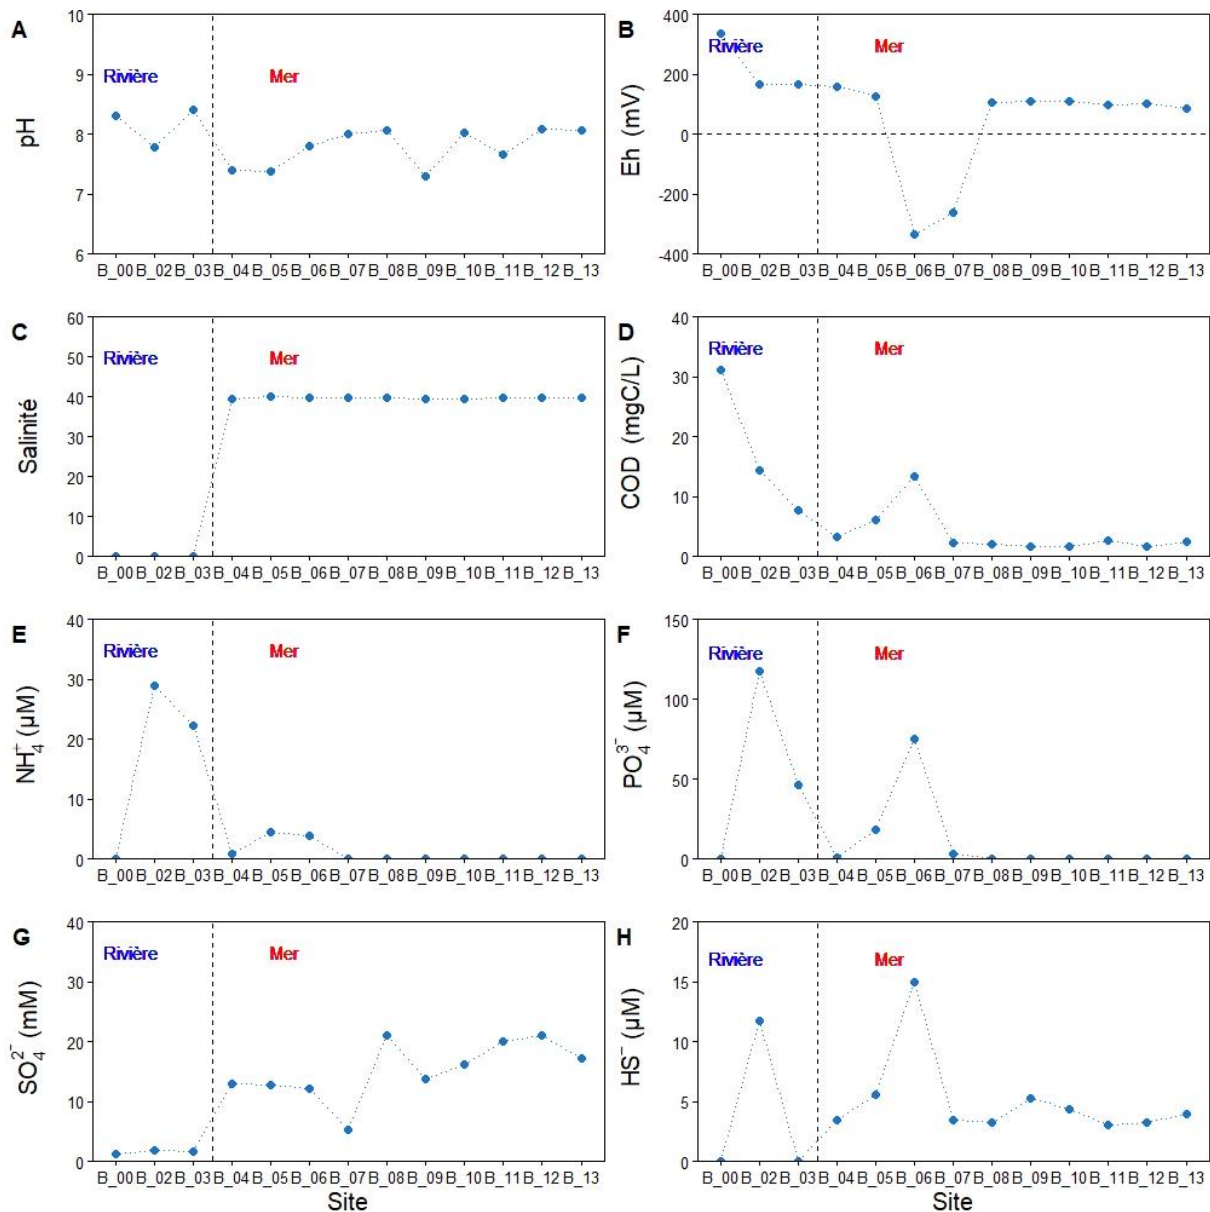 A
pH
10
9
8
7
6
Rivière
Mer
B_00 B_02 B_03 B_04 B_05 B_06 B_07 B_08 B_09 B_10 B_11 B_12 B_13
B
Eh (mV)
400
200
0
-200
-400
Rivière
Mer
B_00 B_02 B_03 B_04 B_05 B_06 B_07 B_08 B_09 B_10 B_11 B_12 B_13
C
Salinité
60
50
40
30
20
10
0
Rivière
Mer
B_00 B_02 B_03 B_04 B_05 B_06 B_07 B_08 B_09 B_10 B_11 B_12 B_13
D
COD (mgC/L)
40
30
20
10
0
Rivière
Mer
B_00 B_02 B_03 B_04 B_05 B_06 B_07 B_08 B_09 B_10 B_11 B_12 B_13
E
NH₄⁺ (µM)
40
30
20
10
0
Rivière
Mer
B_00 B_02 B_03 B_04 B_05 B_06 B_07 B_08 B_09 B_10 B_11 B_12 B_13
F
PO₄³⁻ (µM)
150
100
50
0
Rivière
Mer
B_00 B_02 B_03 B_04 B_05 B_06 B_07 B_08 B_09 B_10 B_11 B_12 B_13
G
SO₄²⁻ (mM)
40
30
20
10
0
Rivière
Mer
B_00 B_02 B_03 B_04 B_05 B_06 B_07 B_08 B_09 B_10 B_11 B_12 B_13
Site
H
HS⁻ (µM)
20
15
10
5
0
Rivière
Mer
B_00 B_02 B_03 B_04 B_05 B_06 B_07 B_08 B_09 B_10 B_11 B_12 B_13
Site